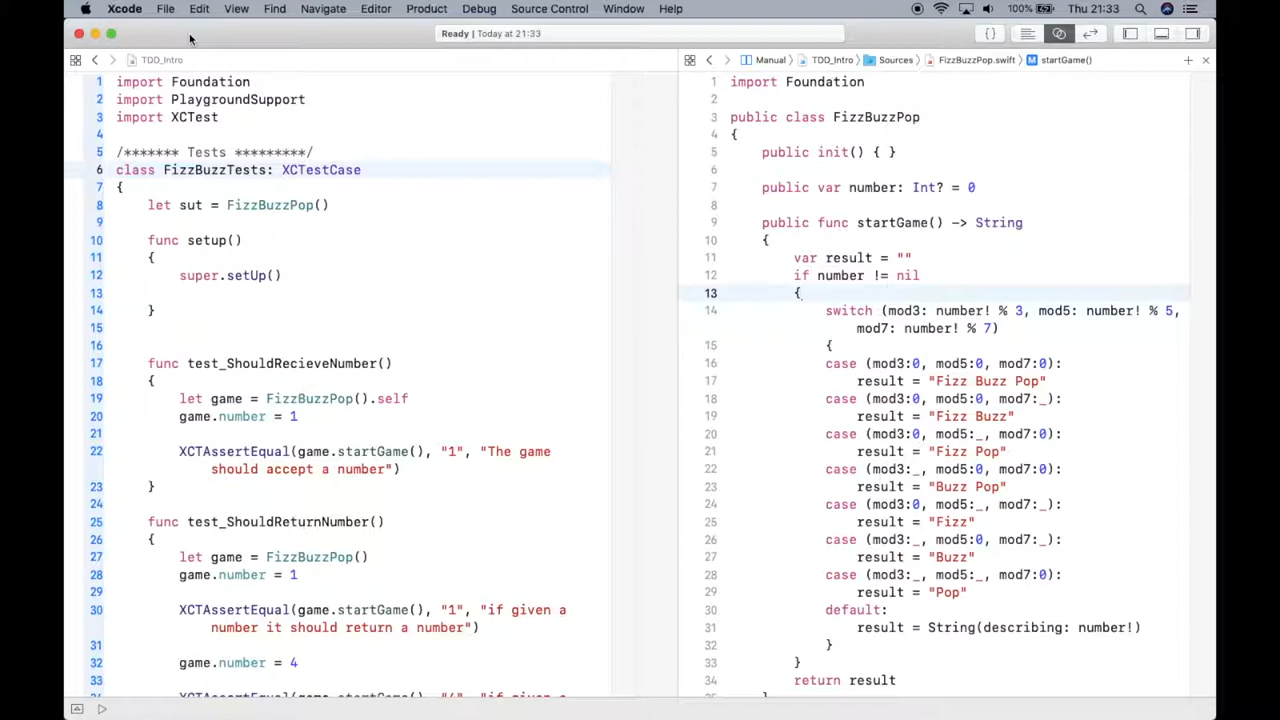 Xcode File Edit View Find Navigate Editor Product Debug Source Control Window Help 100% Thu 21:33
Ready | Today at 21:33 { }
TDD_Intro
1 import Foundation
2 import PlaygroundSupport
3 import XCTest
4
5 /******* Tests *********/
6 class FizzBuzzTests: XCTestCase
7 {
8 let sut = FizzBuzzPop()
9
10 func setup()
11 {
12 super.setUp()
13
14 }
15
16
17 func test_ShouldRecieveNumber()
18 {
19 let game = FizzBuzzPop().self
20 game.number = 1
21
22 XCTAssertEqual(game.startGame(), "1", "The game
should accept a number")
23 }
24
25 func test_ShouldReturnNumber()
26 {
27 let game = FizzBuzzPop()
28 game.number = 1
29
30 XCTAssertEqual(game.startGame(), "1", "if given a
number it should return a number")
31
32 game.number = 4
33
34 XCTAssertEqual(game.startGame(), "4", "if given a
Manual TDD_Intro Sources FizzBuzzPop.swift M startGame()
1 import Foundation
2
3 public class FizzBuzzPop
4 {
5 public init() { }
6
7 public var number: Int? = 0
8
9 public func startGame() -> String
10 {
11 var result = ""
12 if number != nil
13 {
14 switch (mod3: number! % 3, mod5: number! % 5,
mod7: number! % 7)
15 {
16 case (mod3:0, mod5:0, mod7:0):
17 result = "Fizz Buzz Pop"
18 case (mod3:0, mod5:0, mod7:_):
19 result = "Fizz Buzz"
20 case (mod3:0, mod5:_, mod7:0):
21 result = "Fizz Pop"
22 case (mod3:_, mod5:0, mod7:0):
23 result = "Buzz Pop"
24 case (mod3:0, mod5:_, mod7:_):
25 result = "Fizz"
26 case (mod3:_, mod5:0, mod7:_):
27 result = "Buzz"
28 case (mod3:_, mod5:_, mod7:0):
29 result = "Pop"
30 default:
31 result = String(describing: number!)
32 }
33 }
34 return result
35 }